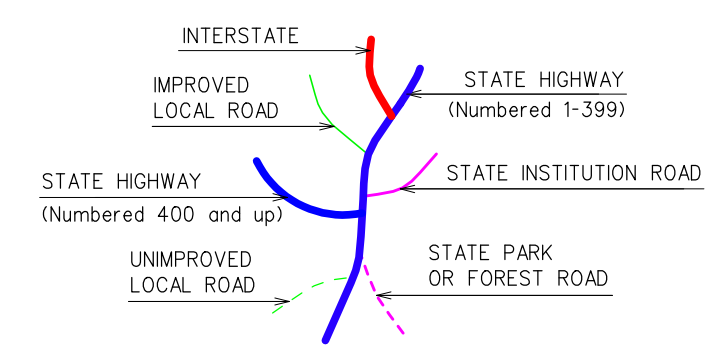 INTERSTATE
IMPROVED
LOCAL ROAD
STATE HIGHWAY
(Numbered 1-399)
STATE HIGHWAY
(Numbered 400 and up)
STATE INSTITUTION ROAD
UNIMPROVED
LOCAL ROAD
STATE PARK
OR FOREST ROAD